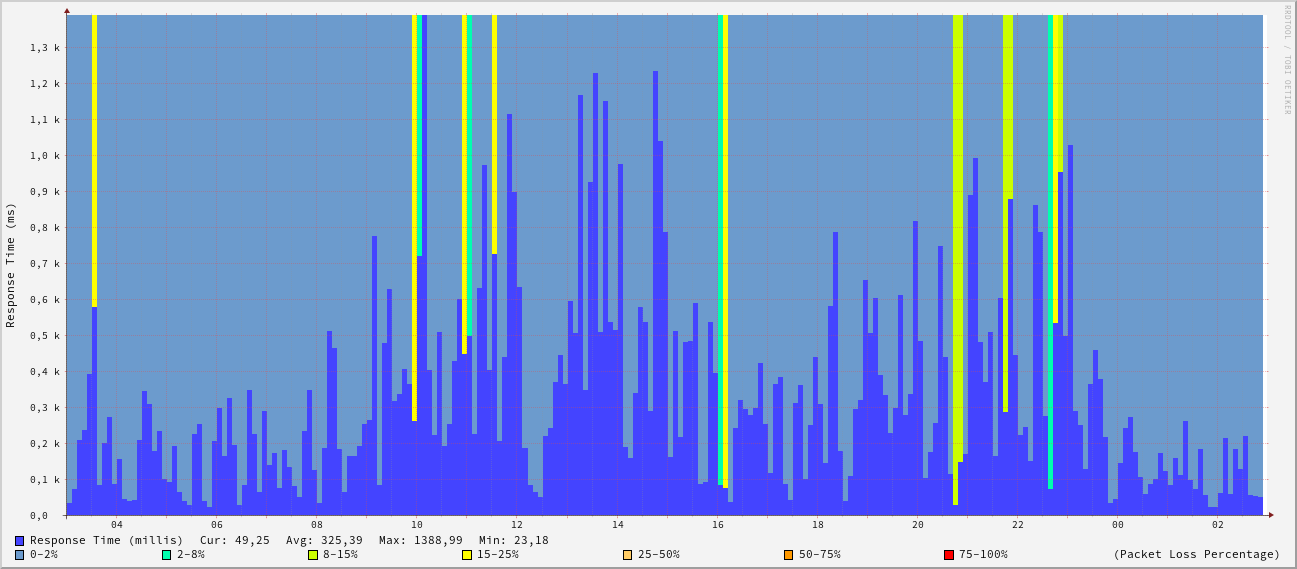 RRDTOOL / TOBI OETIKER
Response Time (ms)
1,3 k
1,2 k
1,1 k
1,0 k
0,9 k
0,8 k
0,7 k
0,6 k
0,5 k
0,4 k
0,3 k
0,2 k
0,1 k
0,0
04 06 08 10 12 14 16 18 20 22 00 02
Response Time (millis) Cur: 49,25 Avg: 325,39 Max: 1388,99 Min: 23,18
0-2% 2-8% 8-15% 15-25% 25-50% 50-75% 75-100% (Packet Loss Percentage)